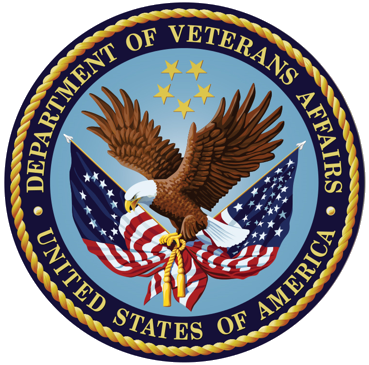 DEPARTMENT OF VETERANS AFFAIRS
UNITED STATES OF AMERICA